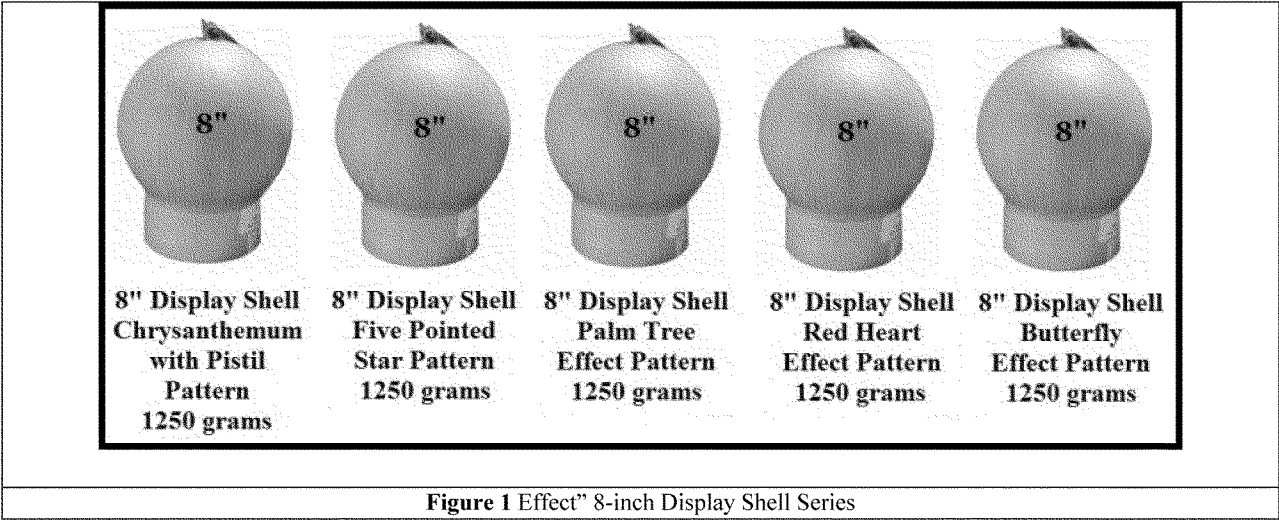 8" 8" 8" 8" 8"
8" Display Shell
Chrysanthemum
with Pistil
Pattern
1250 grams
8" Display Shell
Five Pointed
Star Pattern
1250 grams
8" Display Shell
Palm Tree
Effect Pattern
1250 grams
8" Display Shell
Red Heart
Effect Pattern
1250 grams
8" Display Shell
Butterfly
Effect Pattern
1250 grams
Figure 1 Effect” 8-inch Display Shell Series